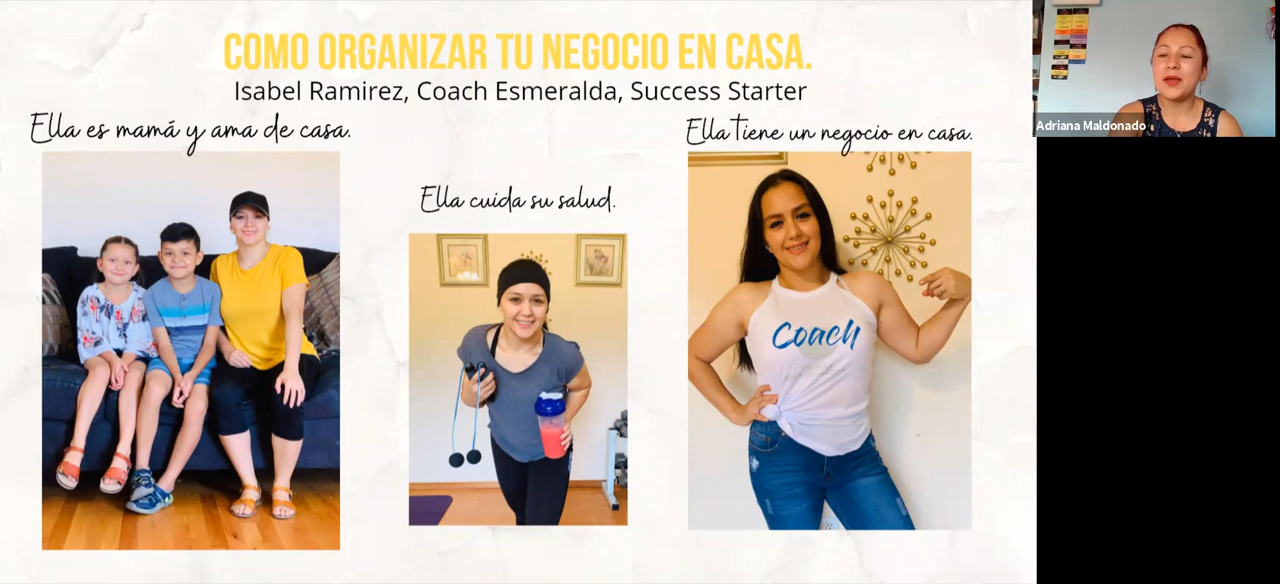 COMO ORGANIZAR TU NEGOCIO EN CASA.
Isabel Ramirez, Coach Esmeralda, Success Starter
Ella es mamá y ama de casa.
Ella cuida su salud.
Ella tiene un negocio en casa.
Coach
Adriana Maldonado